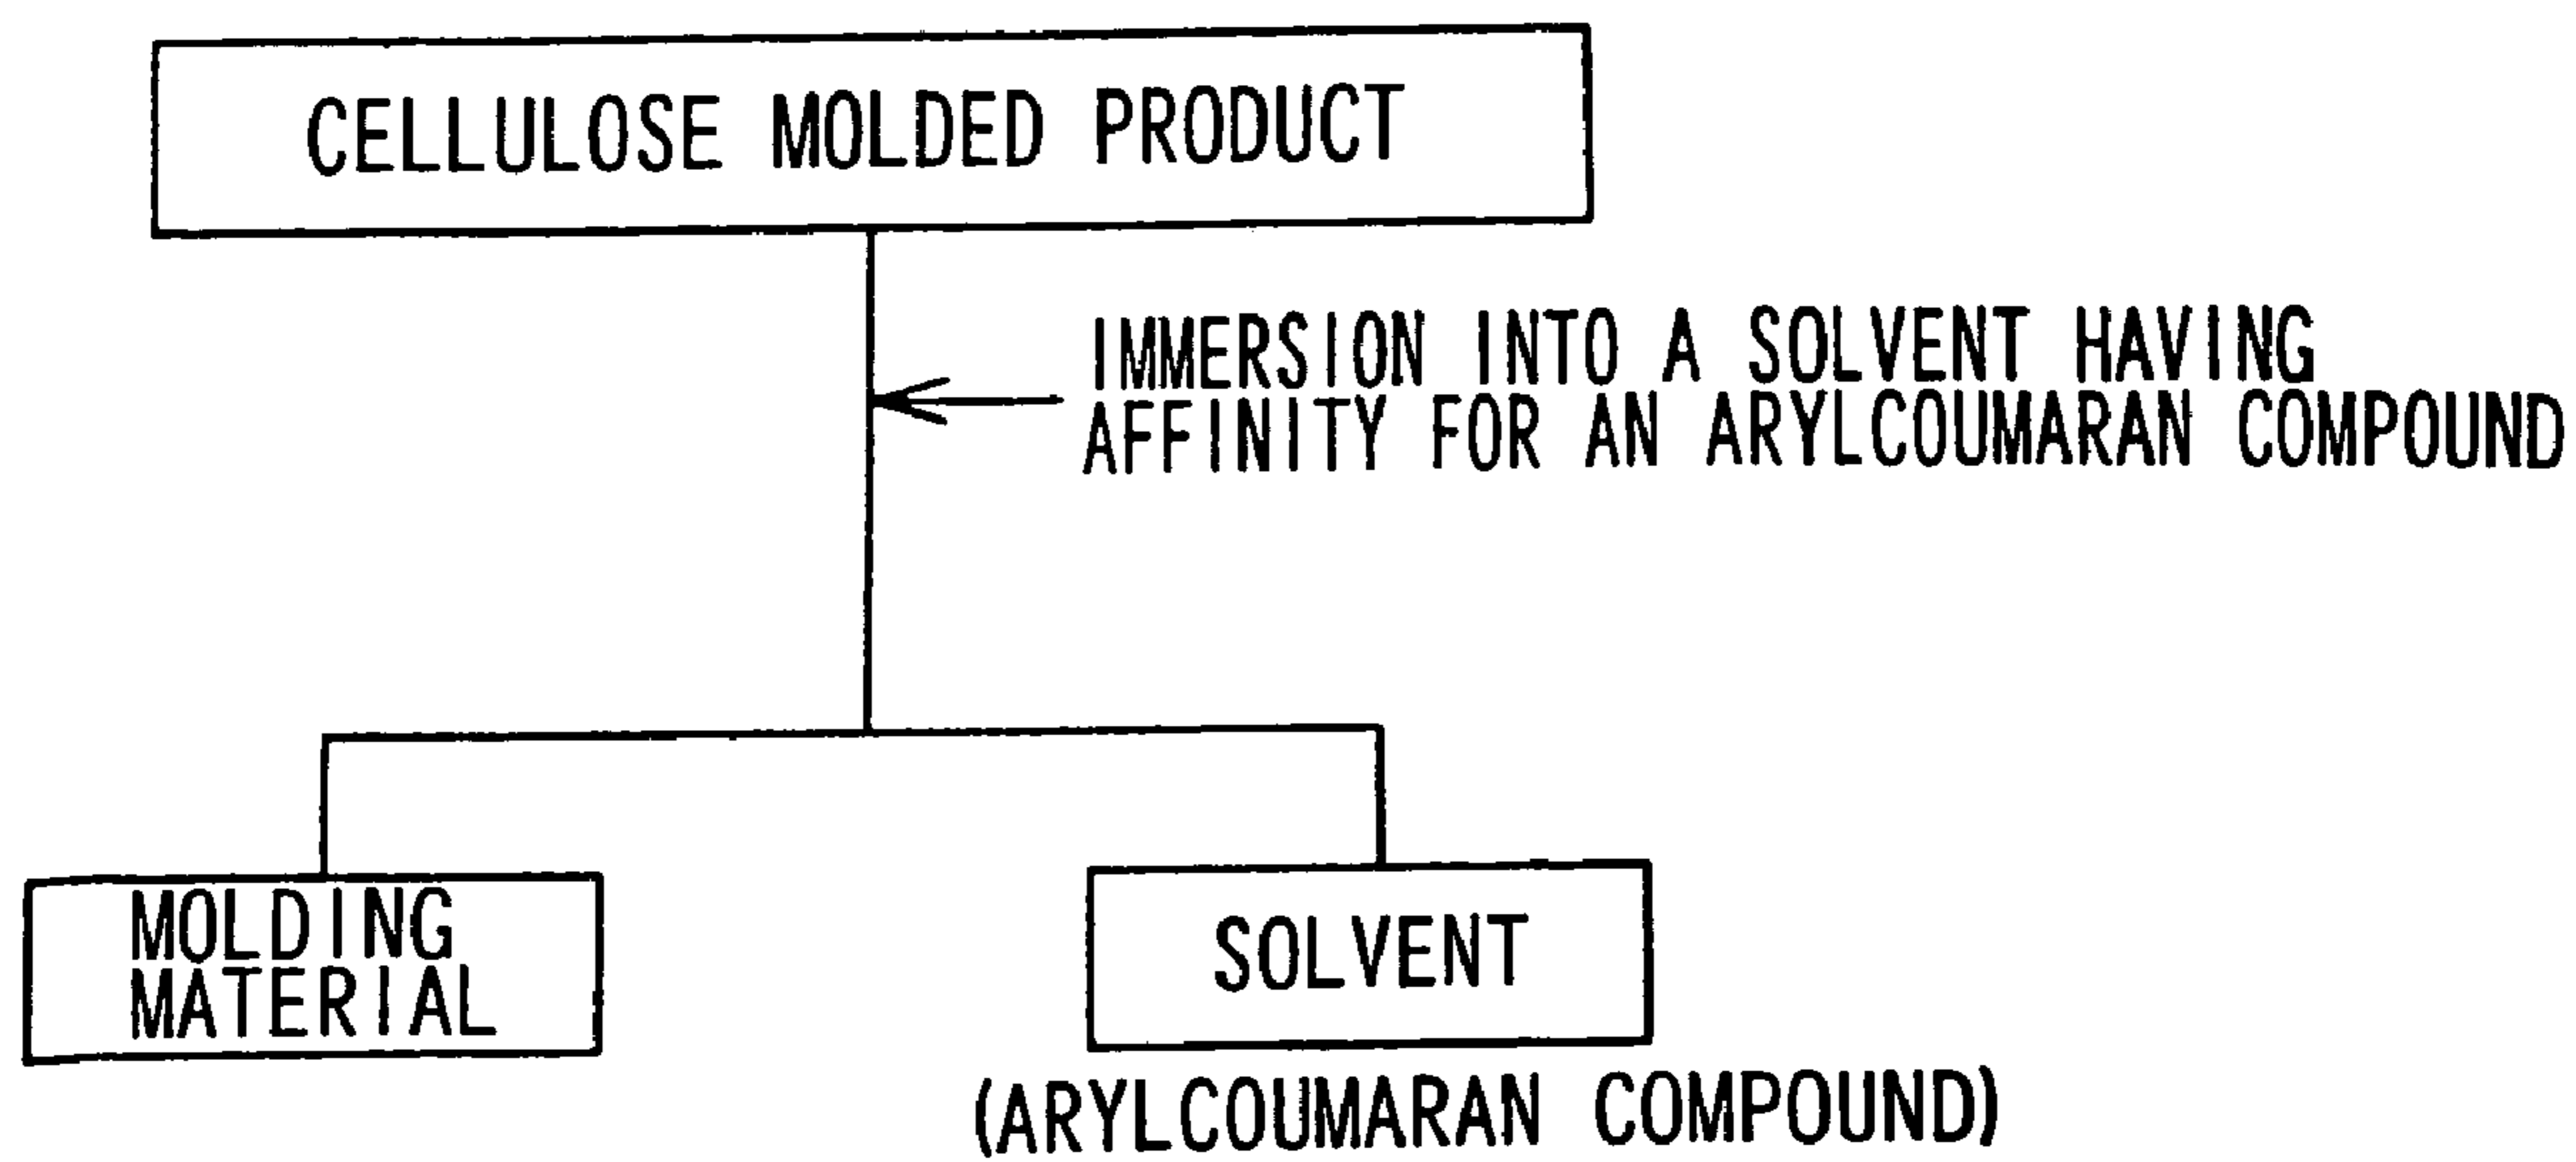 CELLULOSE MOLDED PRODUCT
IMMERSION INTO A SOLVENT HAVING
AFFINITY FOR AN ARYLCOUMARAN COMPOUND
MOLDING
MATERIAL
SOLVENT
(ARYLCOUMARAN COMPOUND)